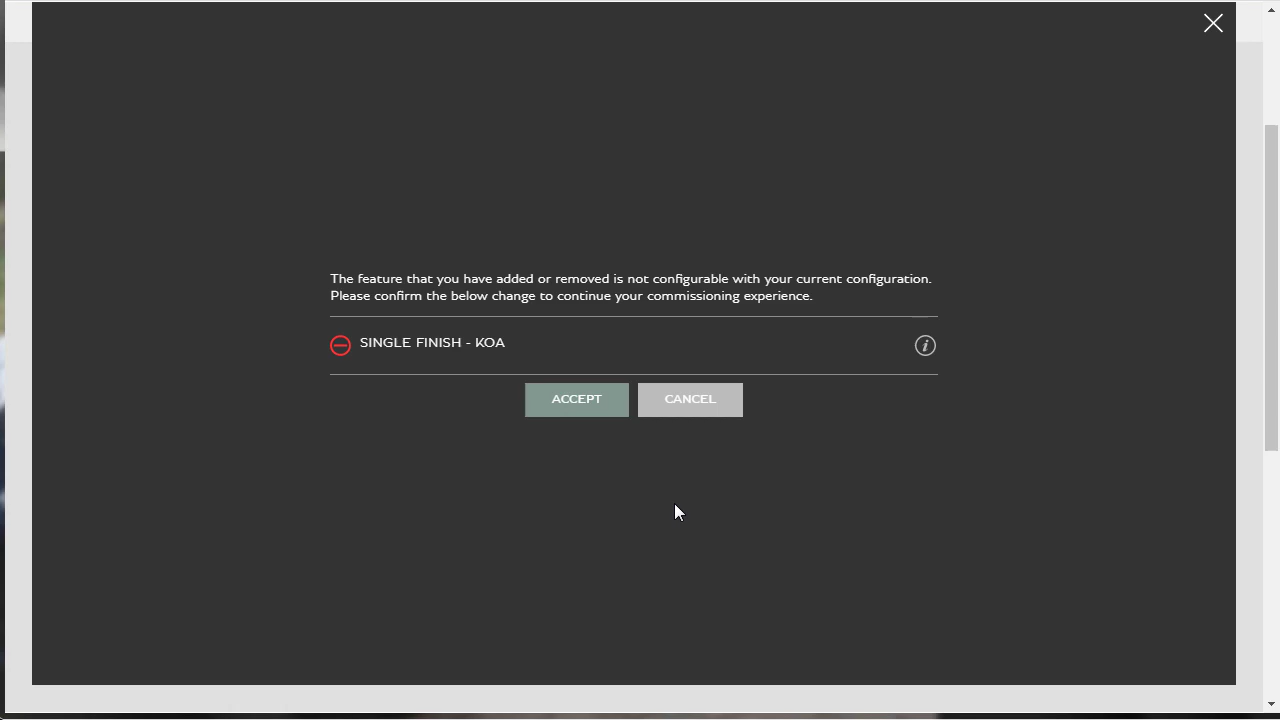 The feature that you have added or removed is not configurable with your current configuration.
Please confirm the below change to continue your commissioning experience.
SINGLE FINISH - KOA
ACCEPT
CANCEL